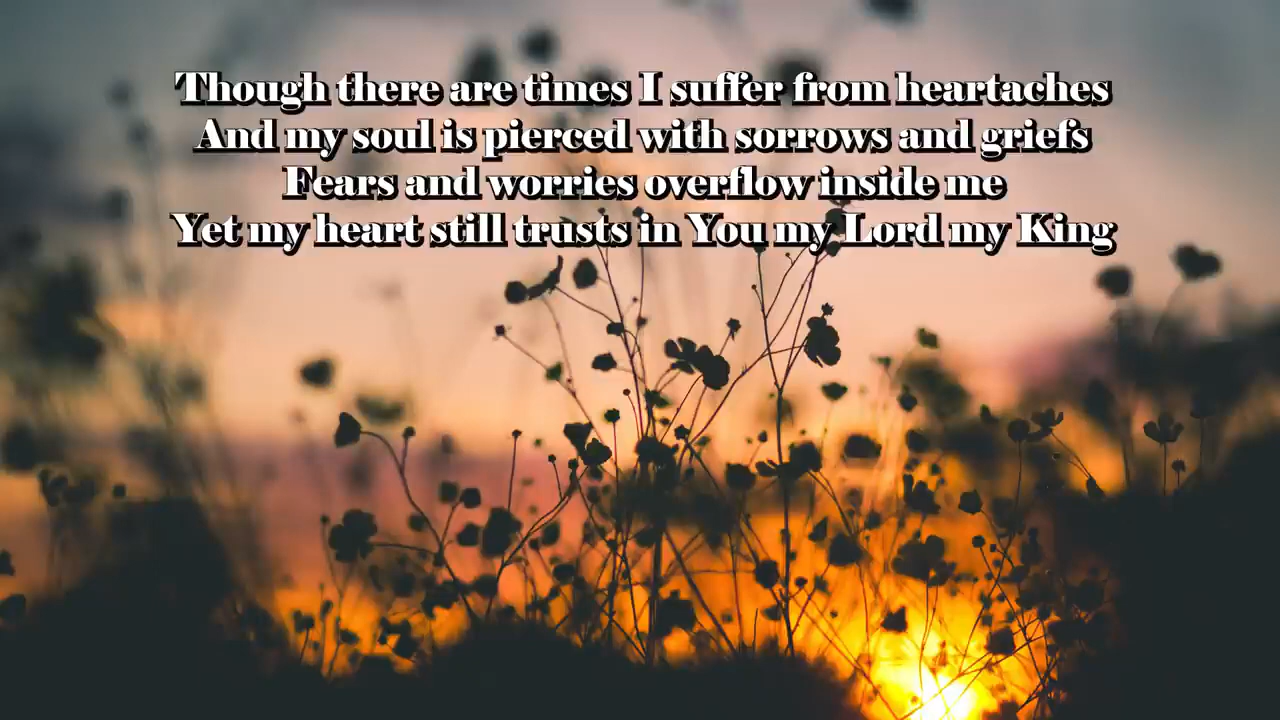 Though there are times I suffer from heartaches
And my soul is pierced with sorrows and griefs
Fears and worries overflow inside me
Yet my heart still trusts in You my Lord my King